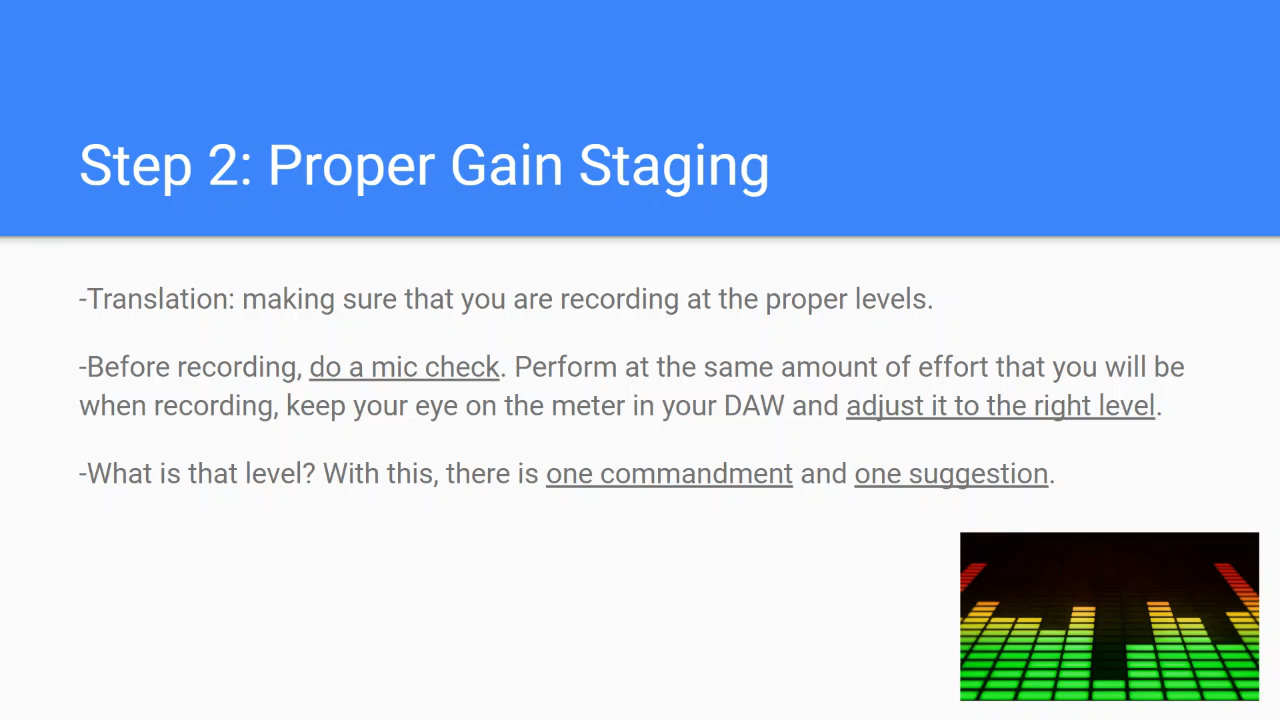 Step 2: Proper Gain Staging
-Translation: making sure that you are recording at the proper levels.
-Before recording, do a mic check. Perform at the same amount of effort that you will be
when recording, keep your eye on the meter in your DAW and adjust it to the right level.
-What is that level? With this, there is one commandment and one suggestion.